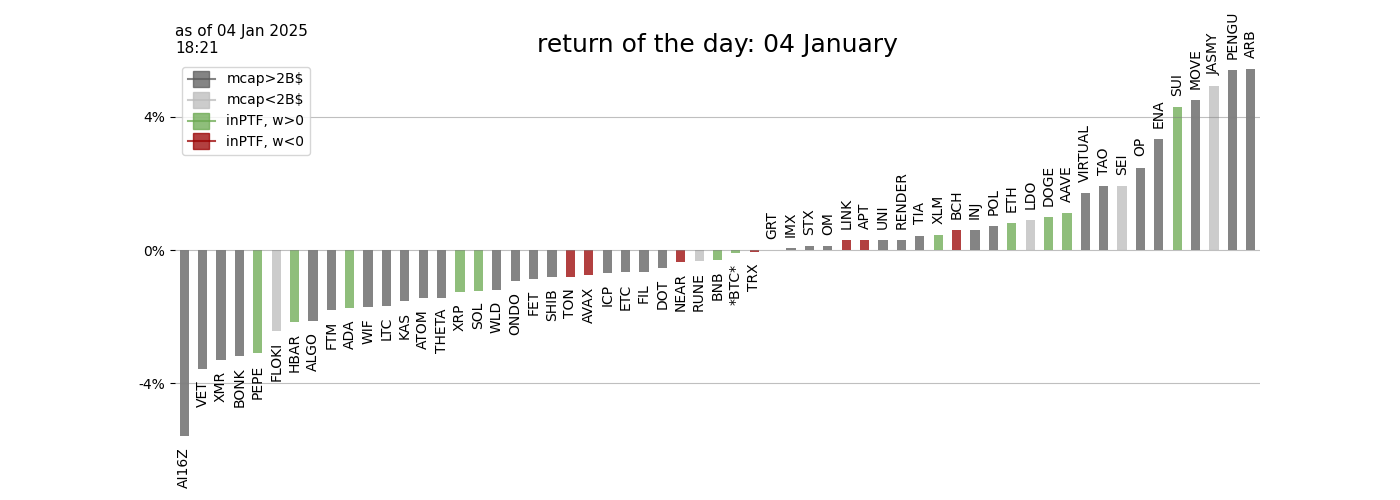 as of 04 Jan 2025
18:21
return of the day: 04 January
mcap>2B$
mcap<2B$
inPTF, w>0
inPTF, w<0
4%
0%
-4%
AI16Z
VET
XMR
BONK
PEPE
FLOKI
HBAR
ALGO
FTM
ADA
WIF
LTC
KAS
ATOM
THETA
XRP
SOL
WLD
ONDO
FET
SHIB
TON
AVAX
ICP
ETC
FIL
DOT
NEAR
RUNE
BNB
*BTC*
TRX
GRT
IMX
STX
OM
LINK
APT
UNI
RENDER
TIA
XLM
BCH
INJ
POL
ETH
LDO
DOGE
AAVE
VIRTUAL
TAO
SEI
OP
ENA
SUI
MOVE
JASMY
PENGU
ARB